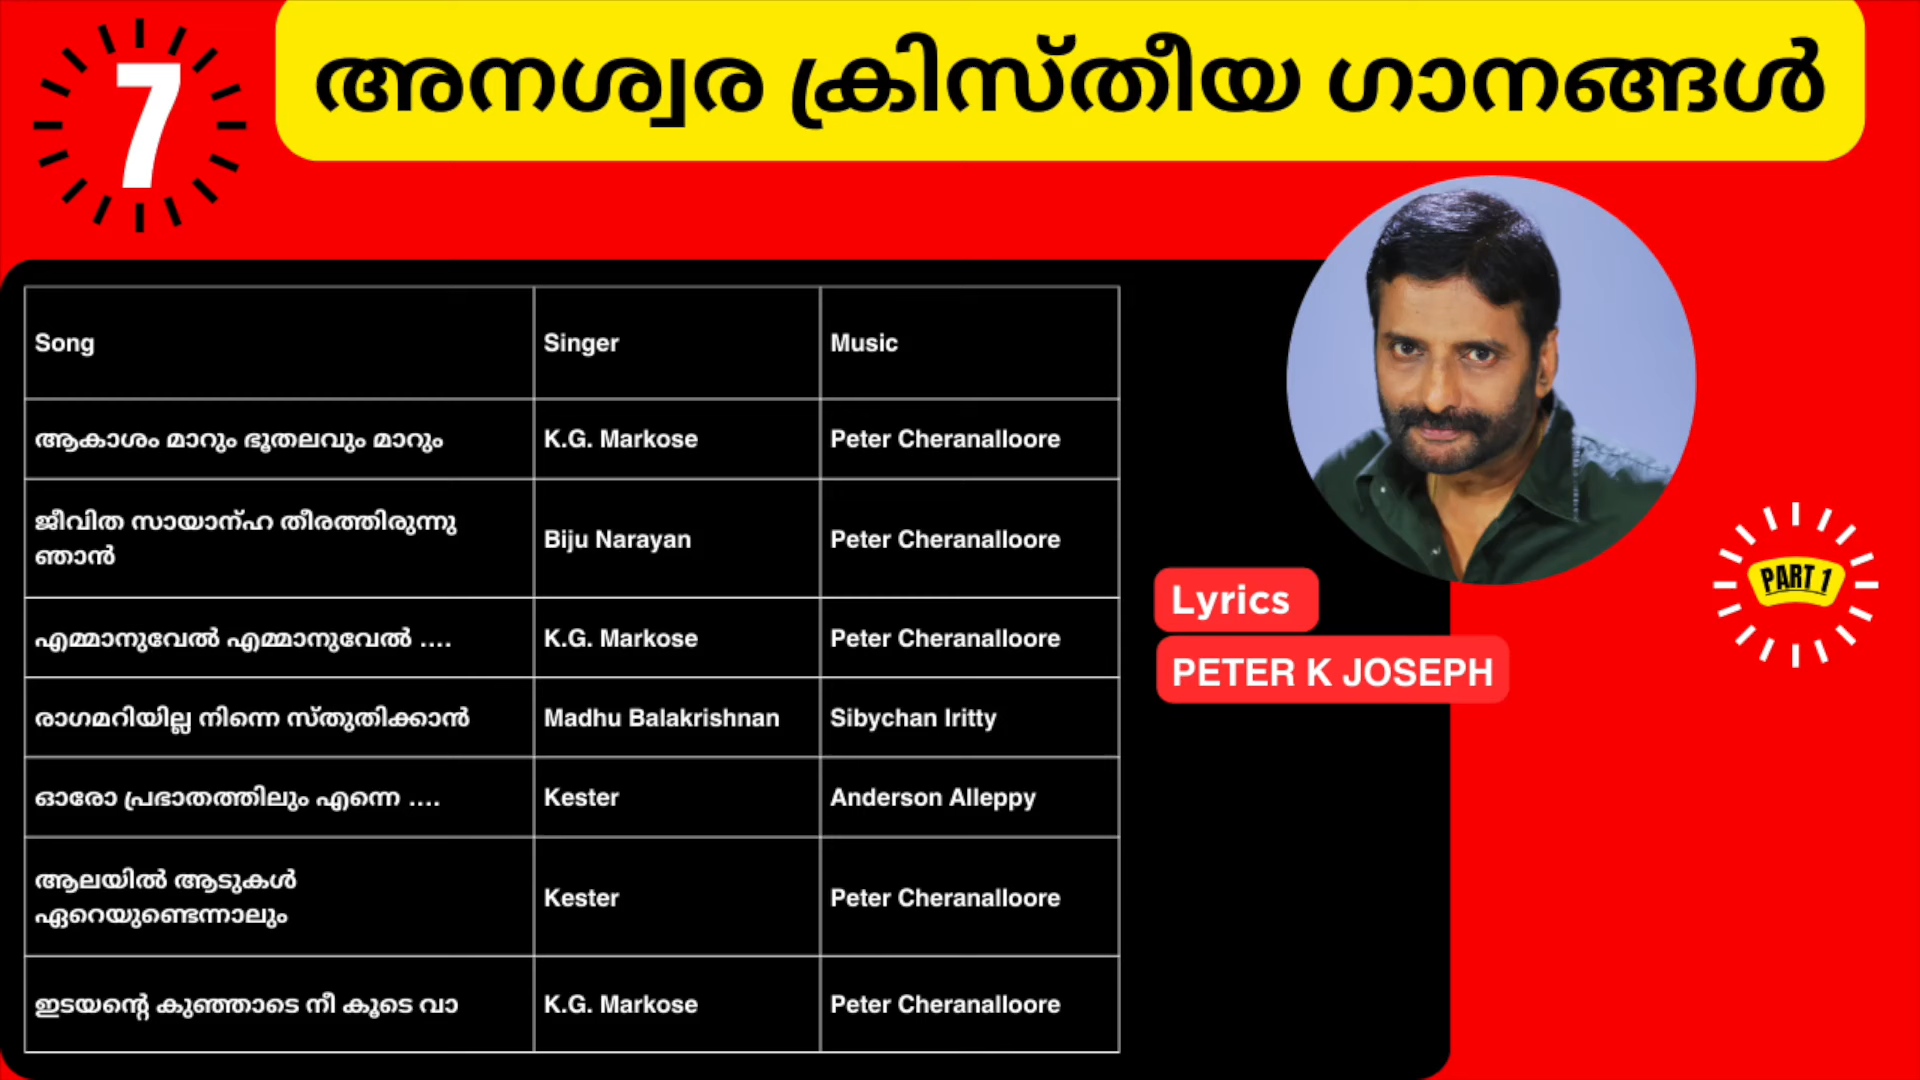 7
അനശ്വര ക്രിസ്തീയ ഗാനങ്ങൾ
Song Singer Music
ആകാശം മാറും ഭൂതലവും മാറും K.G. Markose Peter Cheranalloore
ജീവിത സായാന്ഹ തീരത്തിരുന്നു
ഞാൻ Biju Narayan Peter Cheranalloore
എമ്മാനുവേൽ എമ്മാനുവേൽ .... K.G. Markose Peter Cheranalloore
രാഗമറിയില്ല നിന്നെ സ്തുതിക്കാൻ Madhu Balakrishnan Sibychan Iritty
ഓരോ പ്രഭാതത്തിലും എന്നെ .... Kester Anderson Alleppy
ആലയിൽ ആടുകൾ
ഏറെയുണ്ടെന്നാലും Kester Peter Cheranalloore
ഇടയന്റെ കുഞ്ഞാടെ നീ കൂടെ വാ K.G. Markose Peter Cheranalloore
Lyrics
PETER K JOSEPH
PART 1